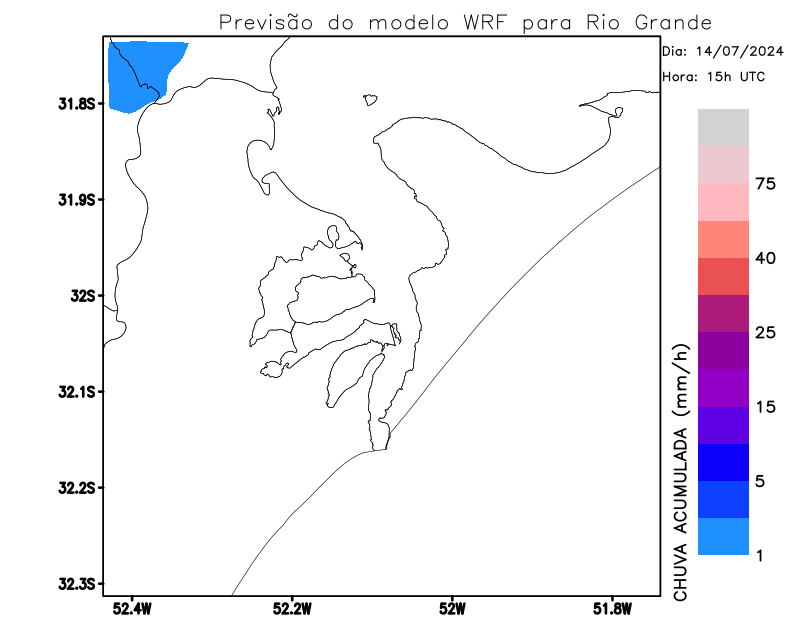 Previsão do modelo WRF para Rio Grande
Dia: 14/07/2024
Hora: 15h UTC
31.8S
31.9S
32S
32.1S
32.2S
32.3S
52.4W
52.2W
52W
51.8W
75
40
25
15
5
1
CHUVA ACUMULADA (mm/h)